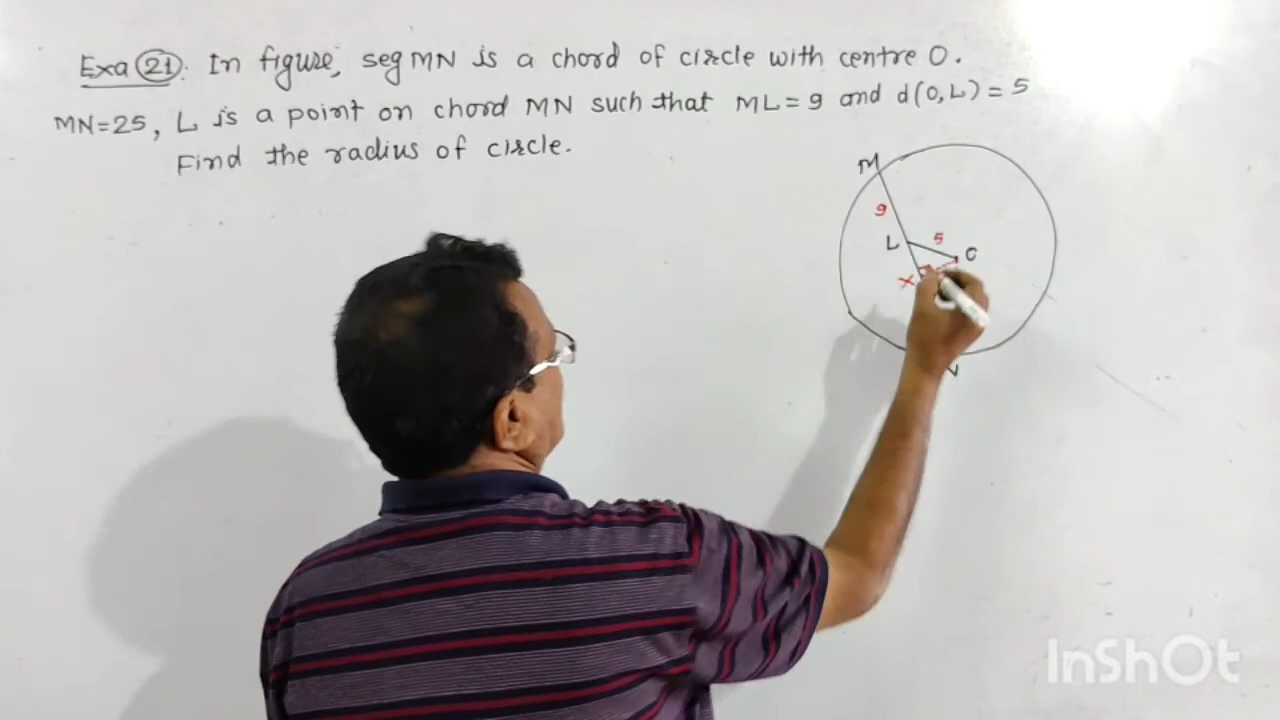 Exa 21. In figure, seg MN is a chord of circle with centre O.
MN=25, L is a point on chord MN such that ML=9 and d(O,L)=5
Find the radius of circle.
M
9
L
5
O
X
InShOt